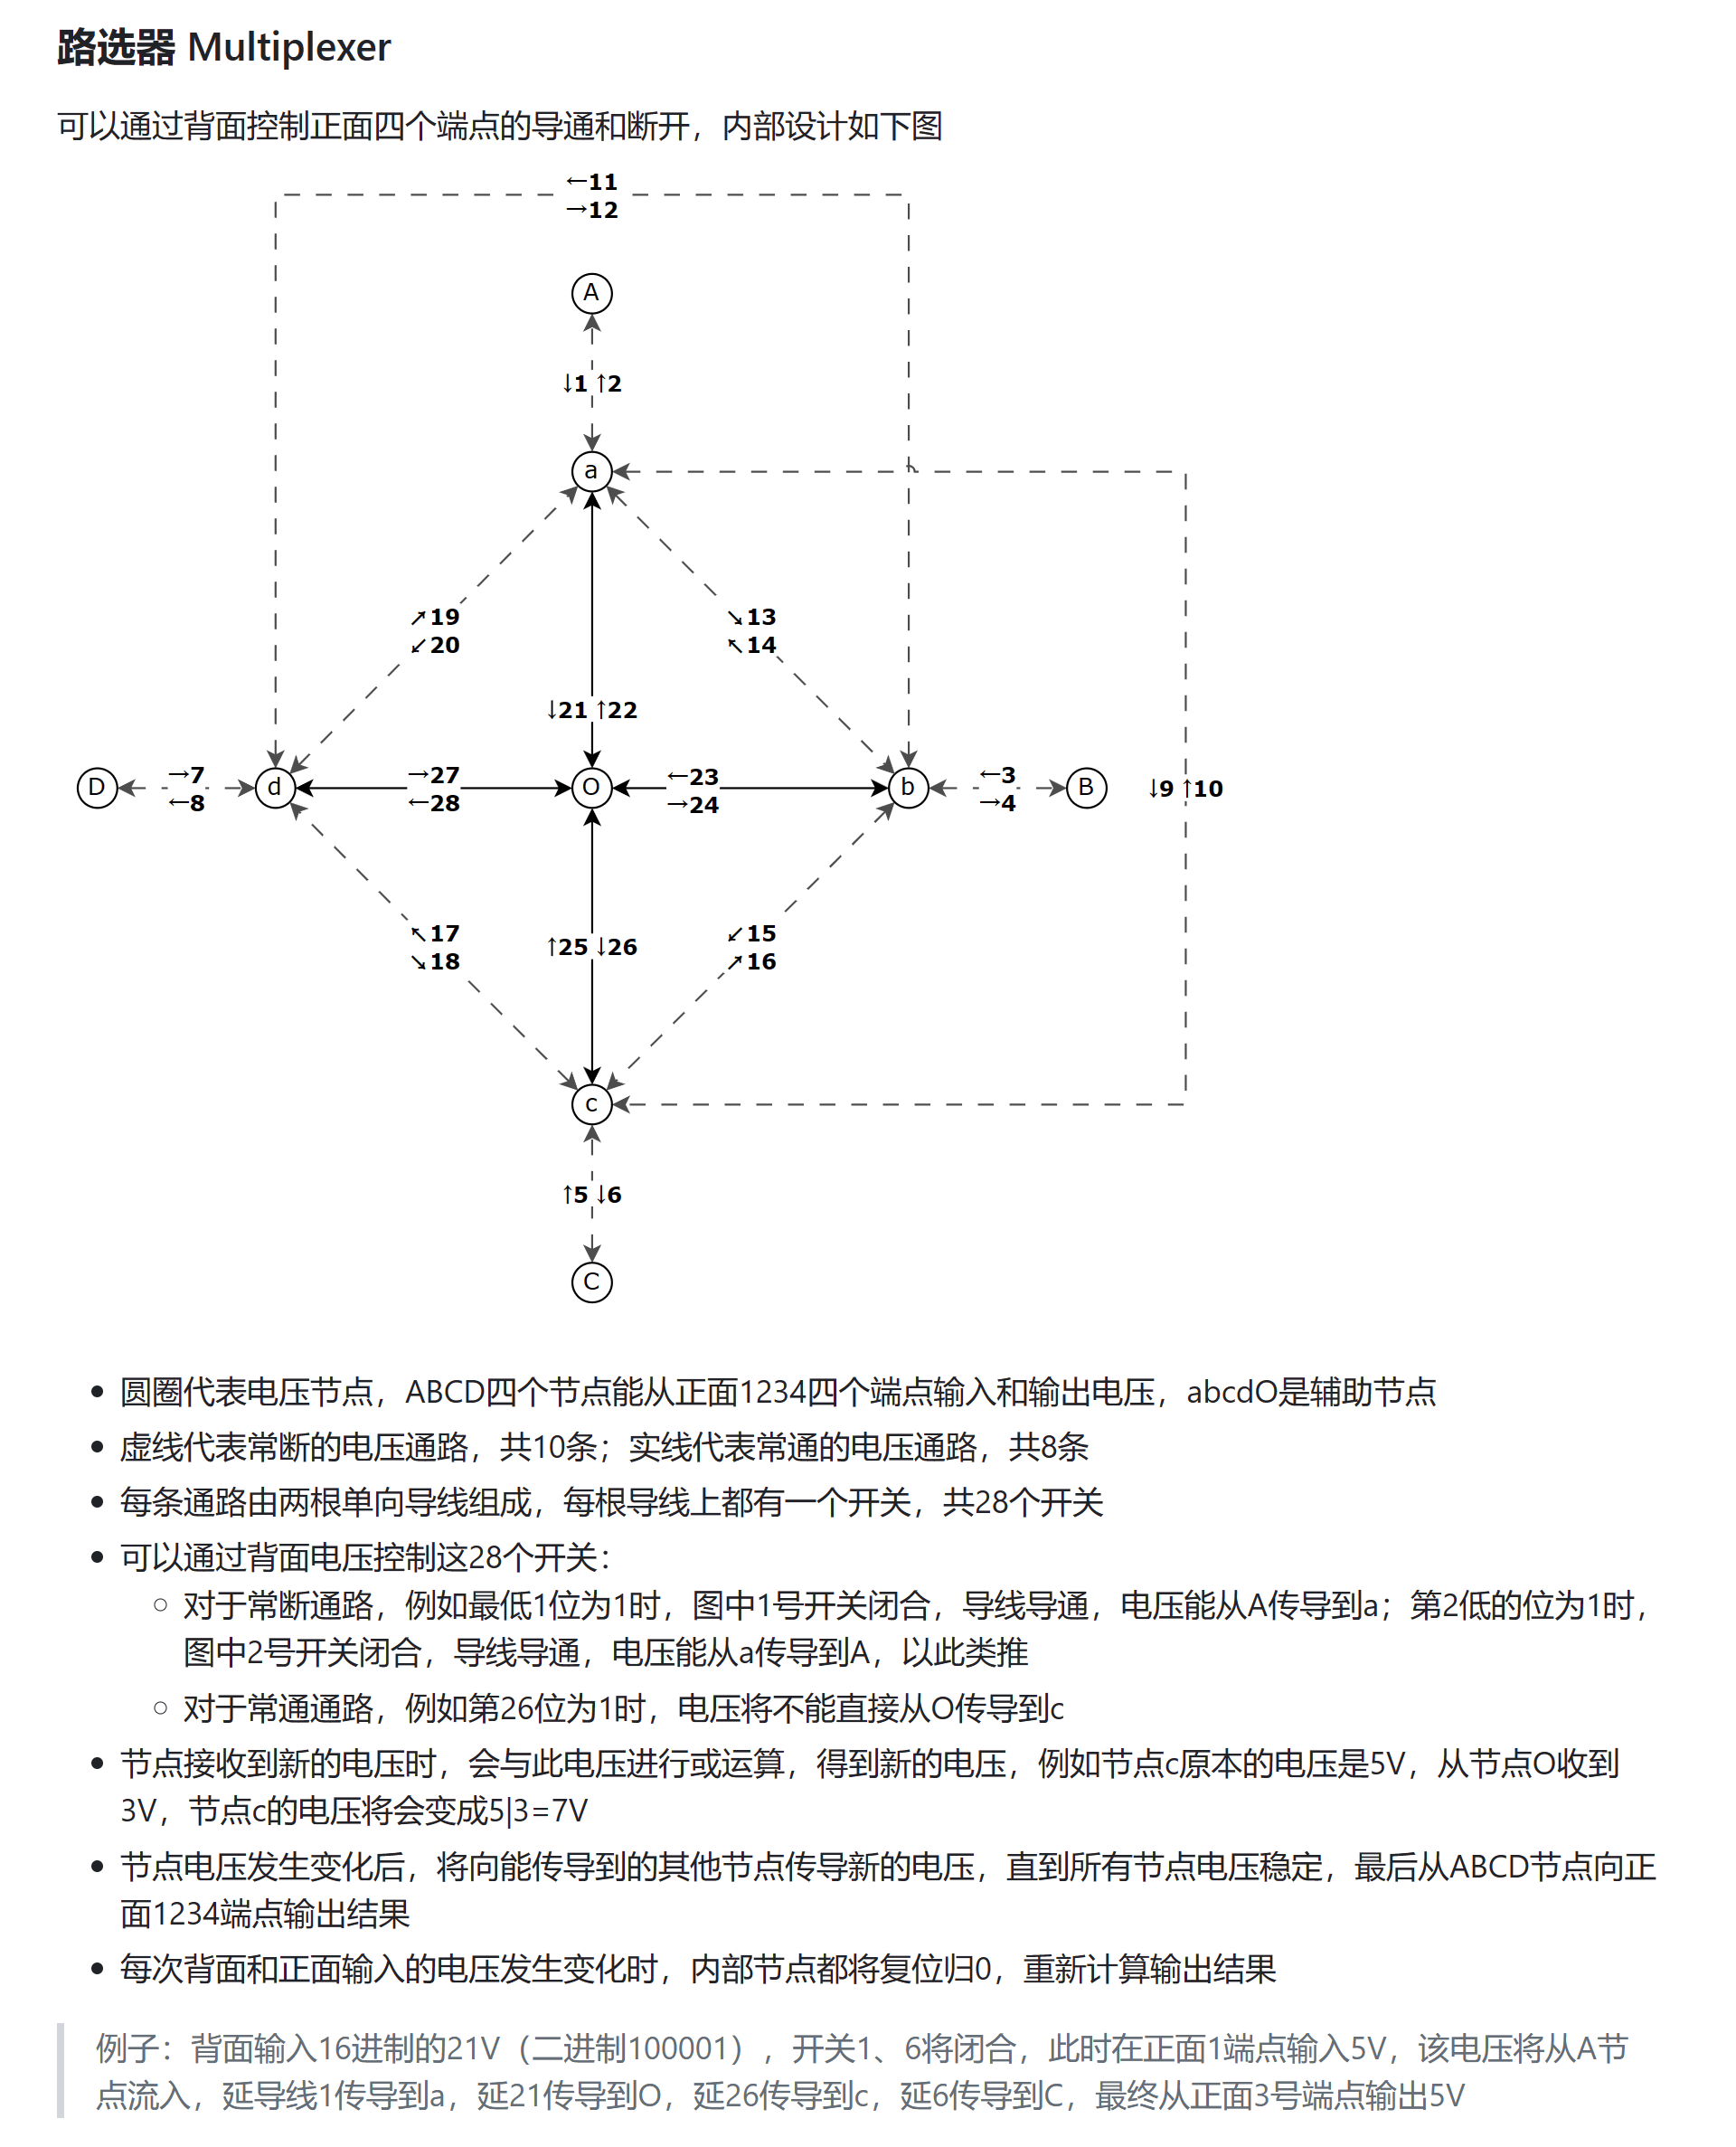 路选器 Multiplexer
可以通过背面控制正面四个端点的导通和断开，内部设计如下图
←11
→12
A
↓1 ↑2
a
↗19
↙20
↘13
↖14
↓21 ↑22
D
→7
←8
d
→27
←28
O
←23
→24
b
←3
→4
B
↓9 ↑10
↖17
↘18
↑25 ↓26
↙15
↗16
c
↑5 ↓6
C
圆圈代表电压节点，ABCD四个节点能从正面1234四个端点输入和输出电压，abcdO是辅助节点
虚线代表常断的电压通路，共10条；实线代表常通的电压通路，共8条
每条通路由两根单向导线组成，每根导线上都有一个开关，共28个开关
可以通过背面电压控制这28个开关：
对于常断通路，例如最低1位为1时，图中1号开关闭合，导线导通，电压能从A传导到a；第2低的位为1时，
图中2号开关闭合，导线导通，电压能从a传导到A，以此类推
对于常通通路，例如第26位为1时，电压将不能直接从O传导到c
节点接收到新的电压时，会与此电压进行或运算，得到新的电压，例如节点c原本的电压是5V，从节点O收到
3V，节点c的电压将会变成5|3=7V
节点电压发生变化后，将向能传导到的其他节点传导新的电压，直到所有节点电压稳定，最后从ABCD节点向正
面1234端点输出结果
每次背面和正面输入的电压发生变化时，内部节点都将复位归0，重新计算输出结果
例子：背面输入16进制的21V（二进制100001），开关1、6将闭合，此时在正面1端点输入5V，该电压将从A节
点流入，延导线1传导到a，延21传导到O，延26传导到c，延6传导到C，最终从正面3号端点输出5V